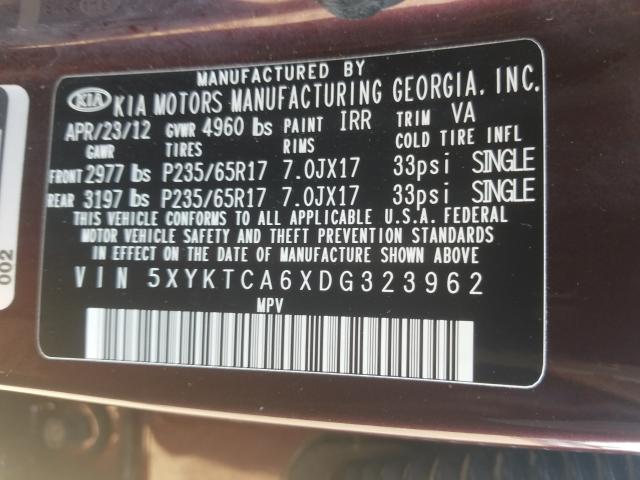 MANUFACTURED BY
KIA KIA MOTORS MANUFACTURING GEORGIA, INC.
APR/23/12 GVWR 4960 lbs PAINT IRR TRIM VA
GAWR TIRES RIMS COLD TIRE INFL
FRONT 2977 lbs P235/65R17 7.0JX17 33psi SINGLE
REAR 3197 lbs P235/65R17 7.0JX17 33psi SINGLE
THIS VEHICLE CONFORMS TO ALL APPLICABLE U.S.A. FEDERAL
MOTOR VEHICLE SAFETY AND THEFT PREVENTION STANDARDS
IN EFFECT ON THE DATE OF MANUFACTURE SHOWN ABOVE
VIN 5XYKTCA6XDG323962
MPV
002